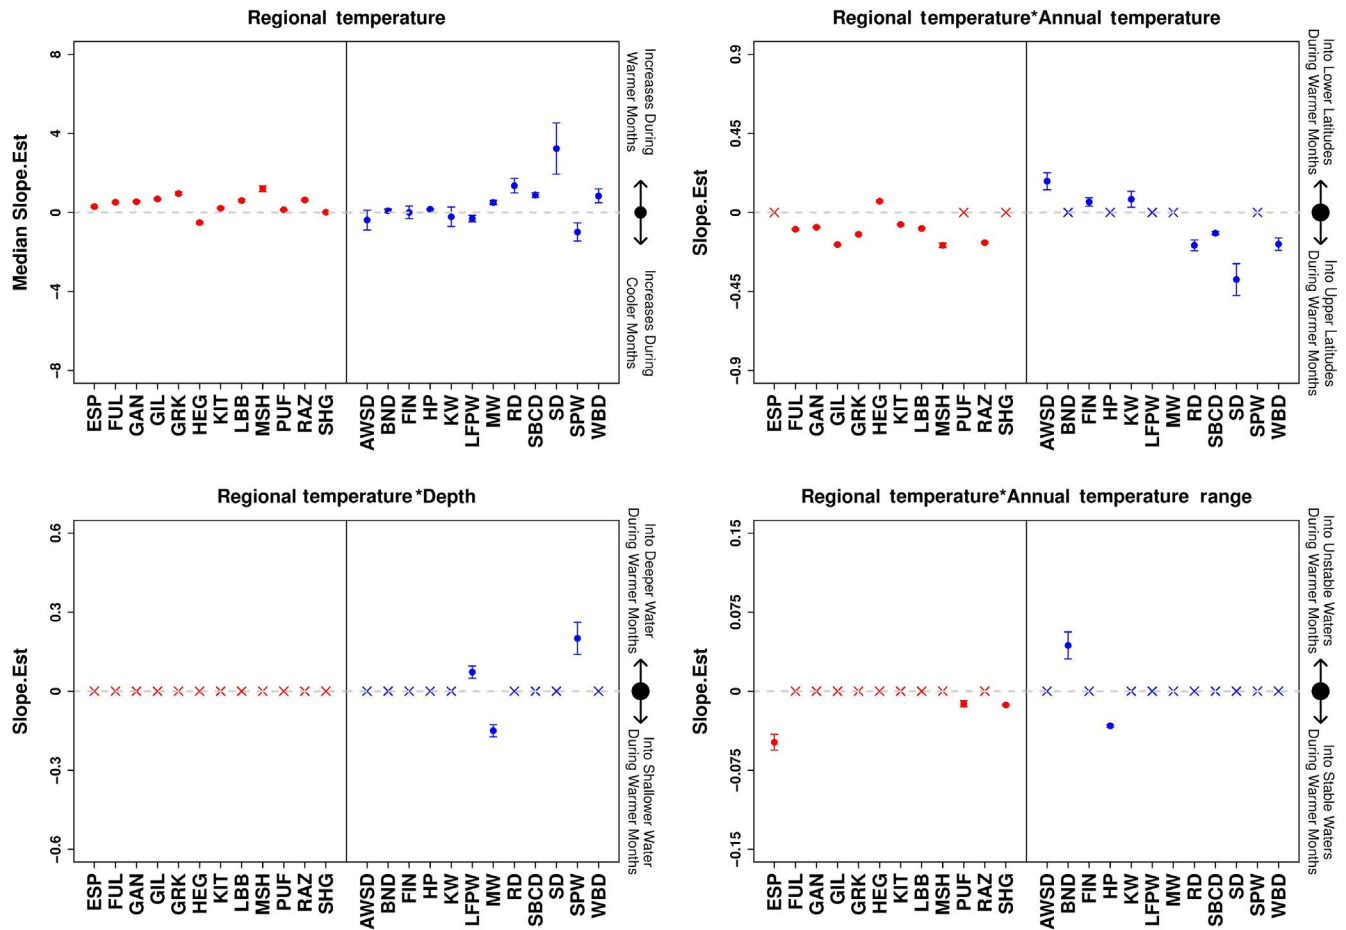 Regional temperature
8
4
0
−4
−8
Median Slope.Est
Increases During
Warmer Months
Increases During
Cooler Months
ESP
FUL
GAN
GIL
GRK
HEG
KIT
LBB
MSH
PUF
RAZ
SHG
AWSD
BND
FIN
HP
KW
LFPW
MW
RD
SBCD
SD
SPW
WBD
Regional temperature*Annual temperature
0.9
0.45
0
−0.45
−0.9
Slope.Est
Into Lower Latitudes
During Warmer Months
Into Upper Latitudes
During Warmer Months
ESP
FUL
GAN
GIL
GRK
HEG
KIT
LBB
MSH
PUF
RAZ
SHG
AWSD
BND
FIN
HP
KW
LFPW
MW
RD
SBCD
SD
SPW
WBD
Regional temperature*Depth
0.6
0.3
0
−0.3
−0.6
Slope.Est
Into Deeper Water
During Warmer Months
Into Shallower Water
During Warmer Months
ESP
FUL
GAN
GIL
GRK
HEG
KIT
LBB
MSH
PUF
RAZ
SHG
AWSD
BND
FIN
HP
KW
LFPW
MW
RD
SBCD
SD
SPW
WBD
Regional temperature*Annual temperature range
0.15
0.075
0
−0.075
−0.15
Slope.Est
Into Unstable Waters
During Warmer Months
Into Stable Waters
During Warmer Months
ESP
FUL
GAN
GIL
GRK
HEG
KIT
LBB
MSH
PUF
RAZ
SHG
AWSD
BND
FIN
HP
KW
LFPW
MW
RD
SBCD
SD
SPW
WBD